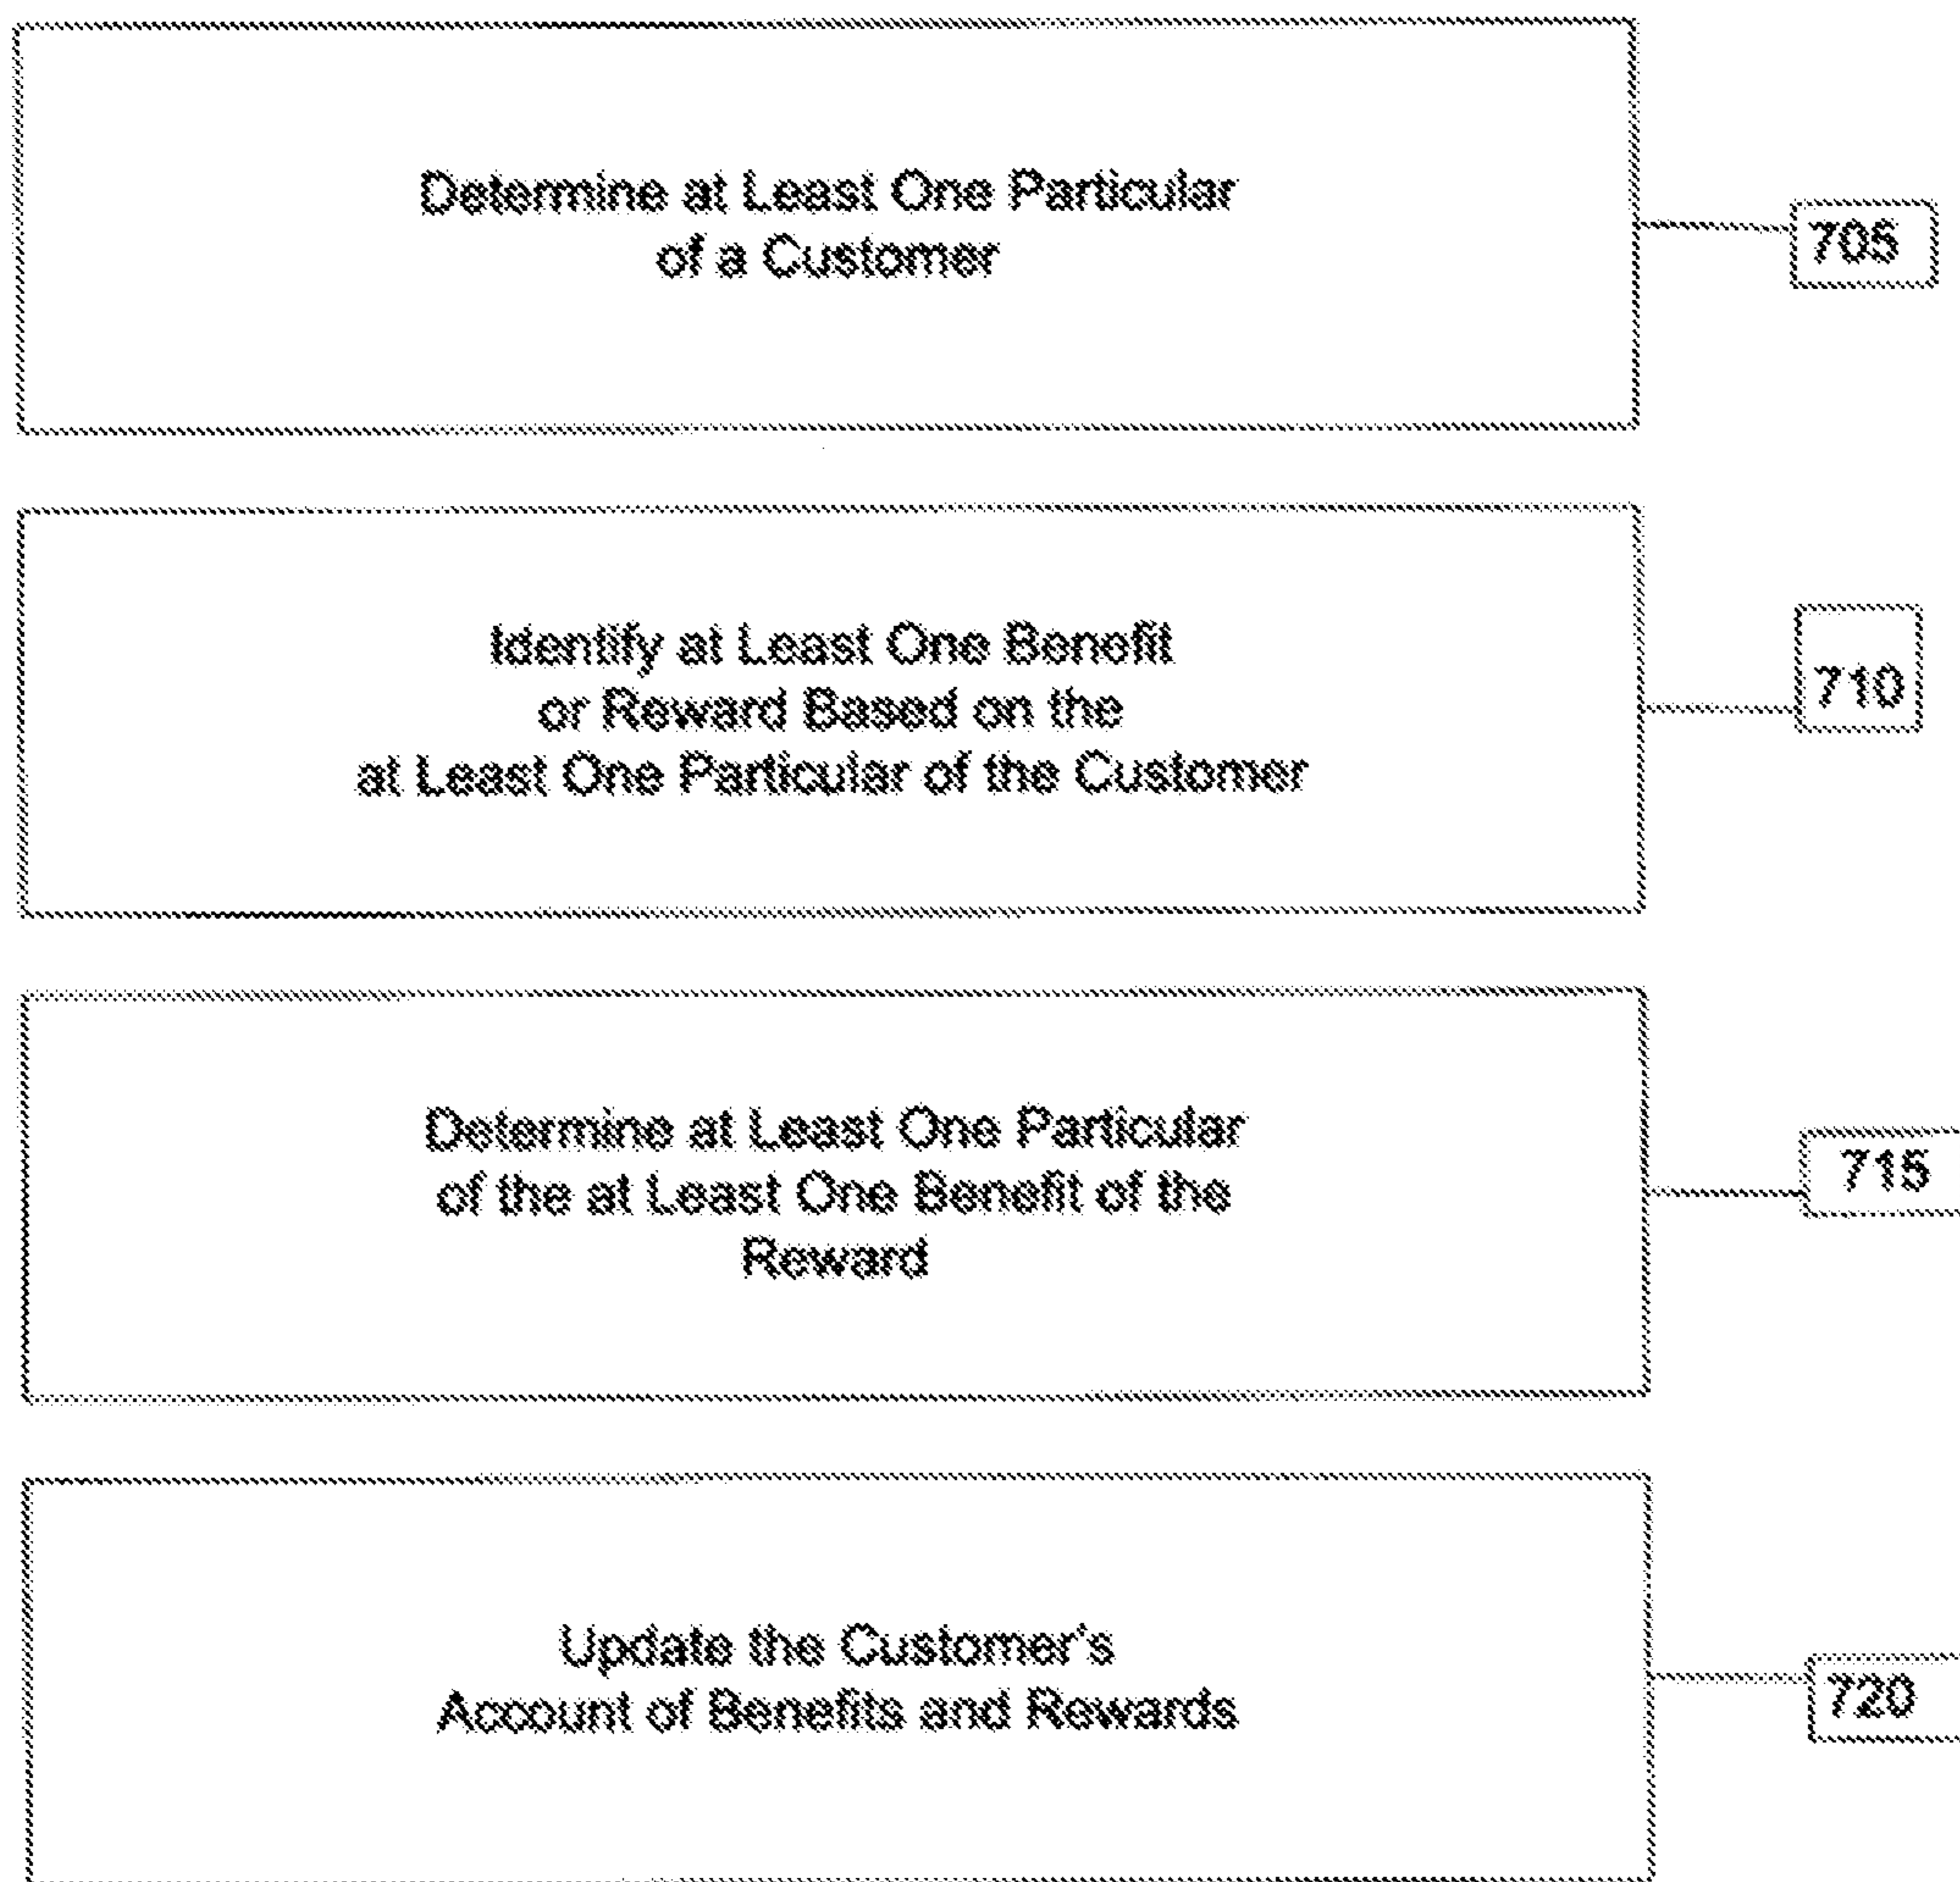 Determine at Least One Particular
of a Customer
705
Identify at Least One Benefit
or Reward Based on the
at Least One Particular of the Customer
710
Determine at Least One Particular
of the at Least One Benefit of the
Reward
715
Update the Customer's
Account of Benefits and Rewards
720